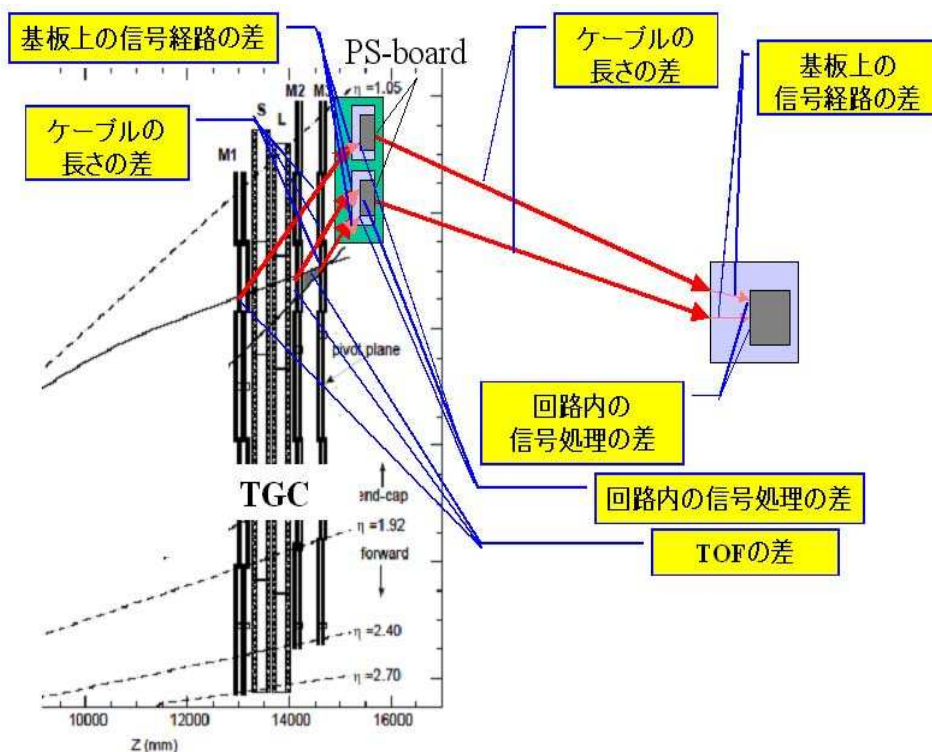 基板上の信号経路の差
PS-board
ケーブルの
長さの差
基板上の
信号経路の差
ケーブルの
長さの差
M1
S
L
M2
M3
η =1.05
pivot plane
回路内の
信号処理の差
回路内の信号処理の差
TOFの差
TGC
end-cap
η =1.92
forward
η =2.40
η =2.70
10000
12000
14000
16000
Z (mm)